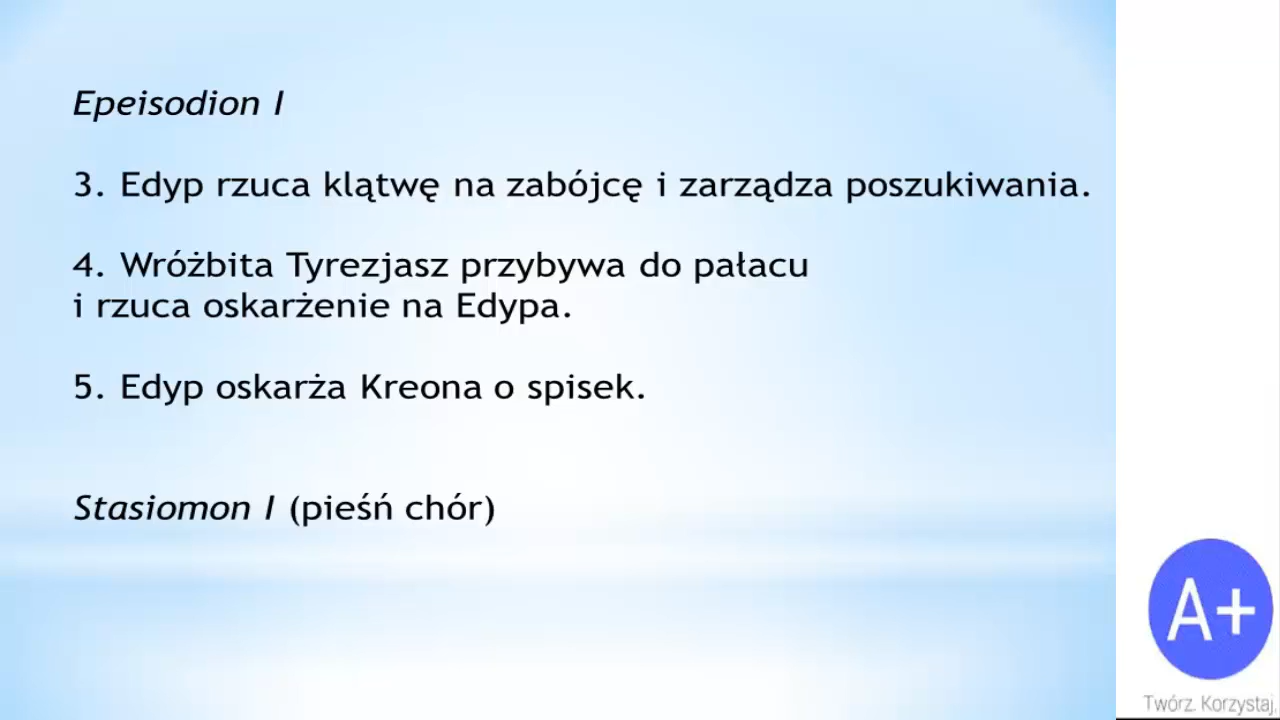 Epeisodion I
3. Edyp rzuca klątwę na zabójcę i zarządza poszukiwania.
4. Wróżbita Tyrezjasz przybywa do pałacu
i rzuca oskarżenie na Edypa.
5. Edyp oskarża Kreona o spisek.
Stasiomon I (pieśń chór)
A+
Twórz. Korzystaj.